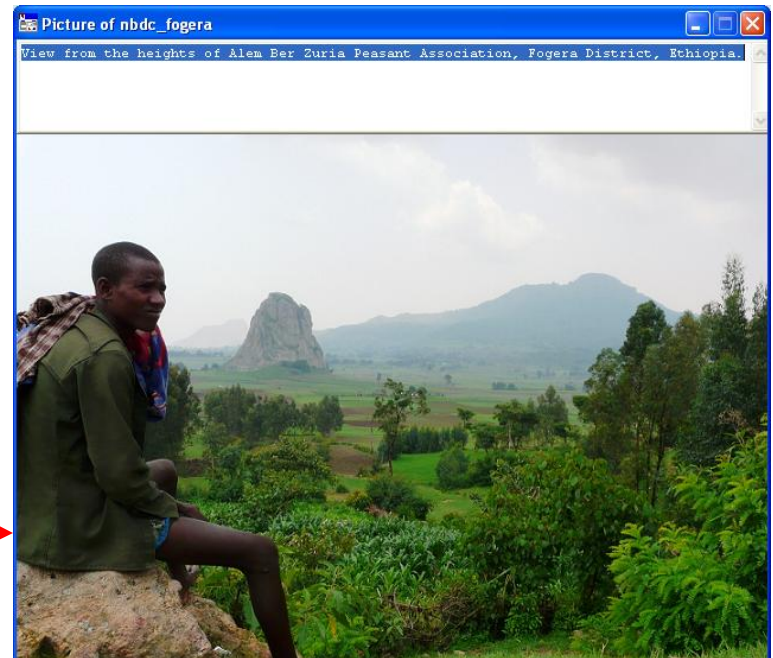 Picture of nbdc_fogera
View from the heights of Alem Ber Zuria Peasant Association, Fogera District, Ethiopia.